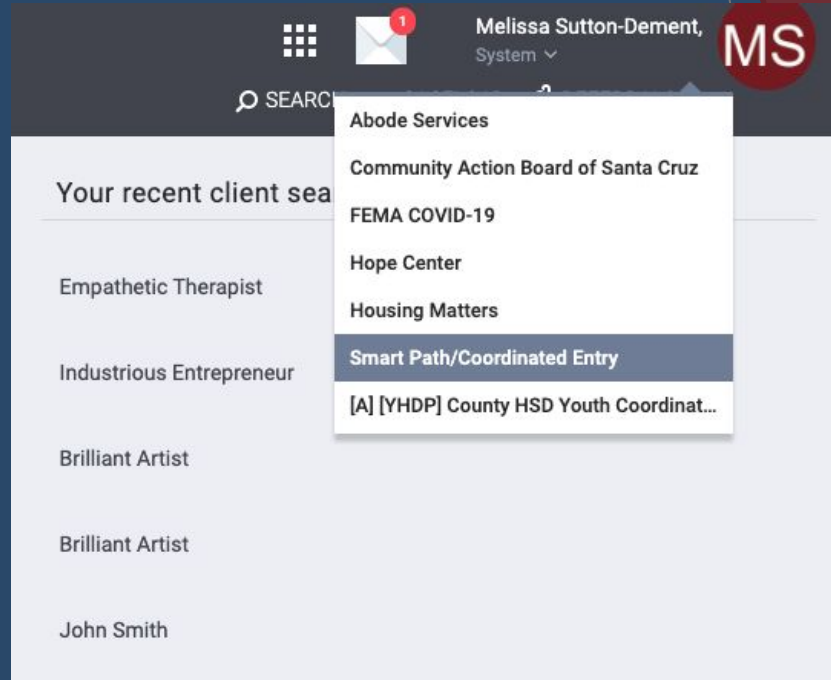 1
Melissa Sutton-Dement,
System
MS
SEARCH
Abode Services
Community Action Board of Santa Cruz
FEMA COVID-19
Hope Center
Housing Matters
Smart Path/Coordinated Entry
[A] [YHDP] County HSD Youth Coordinat...
Your recent client sea
Empathetic Therapist
Industrious Entrepreneur
Brilliant Artist
Brilliant Artist
John Smith